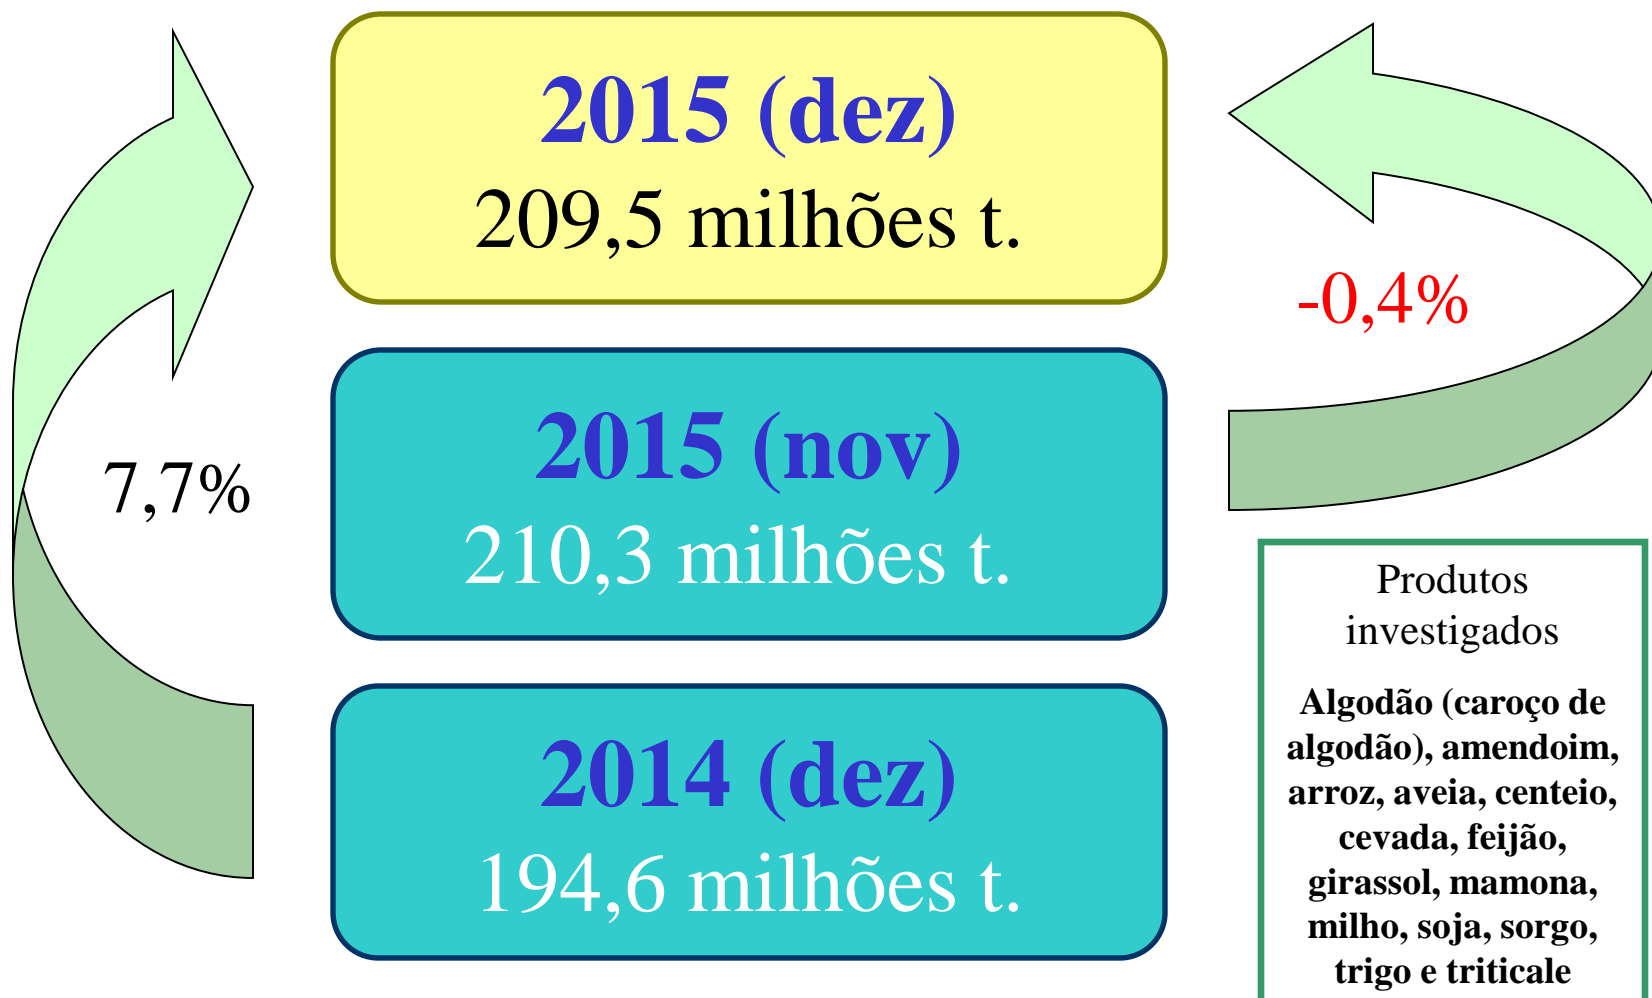 2015 (dez)
209,5 milhões t.
-0,4%
2015 (nov)
7,7%
210,3 milhões t.
2014 (dez)
194,6 milhões t.
Produtos
investigados
Algodão (caroço de
algodão), amendoim,
arroz, aveia, centeio,
cevada, feijão,
girassol, mamona,
milho, soja, sorgo,
trigo e triticale